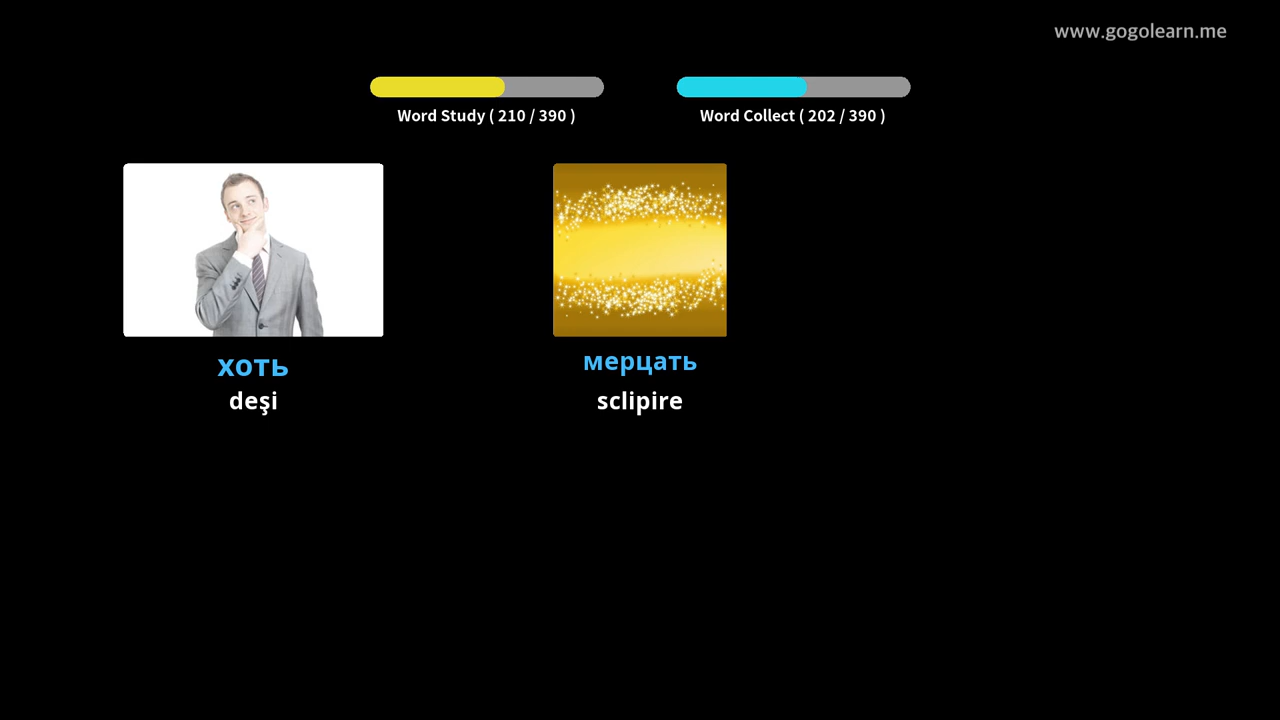 www.gogolearn.me
Word Study ( 210 / 390 )
Word Collect ( 202 / 390 )
хоть
deşi
мерцать
sclipire